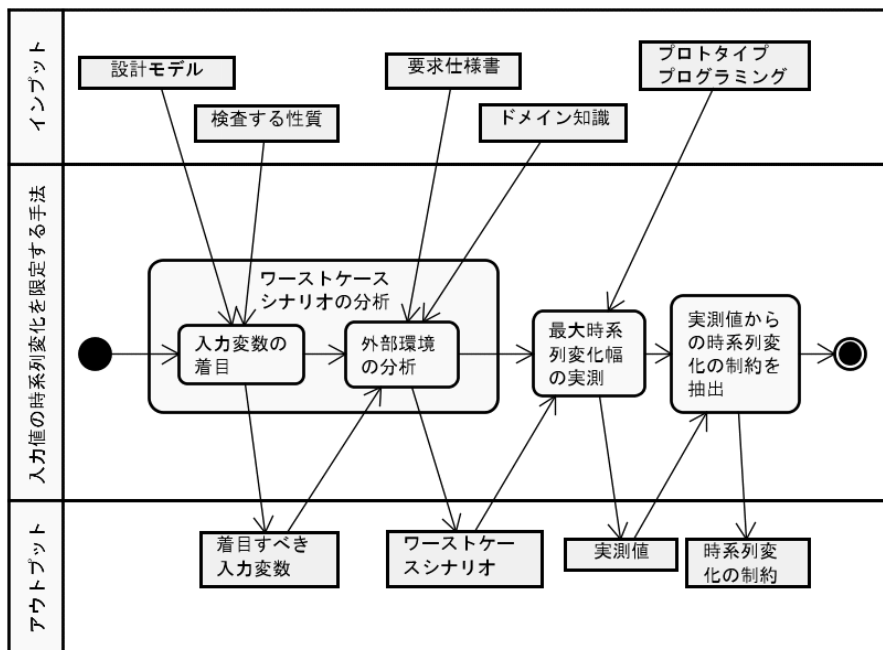 インプット
設計モデル
検査する性質
要求仕様書
ドメイン知識
プロトタイプ
プログラミング
入力値の時系列変化を限定する手法
ワーストケース
シナリオの分析
入力変数の
着目
外部環境
の分析
最大時系
列変化幅
の実測
実測値から
の時系列変
化の制約を
抽出
アウトプット
着目すべき
入力変数
ワーストケー
スシナリオ
実測値
時系列変
化の制約